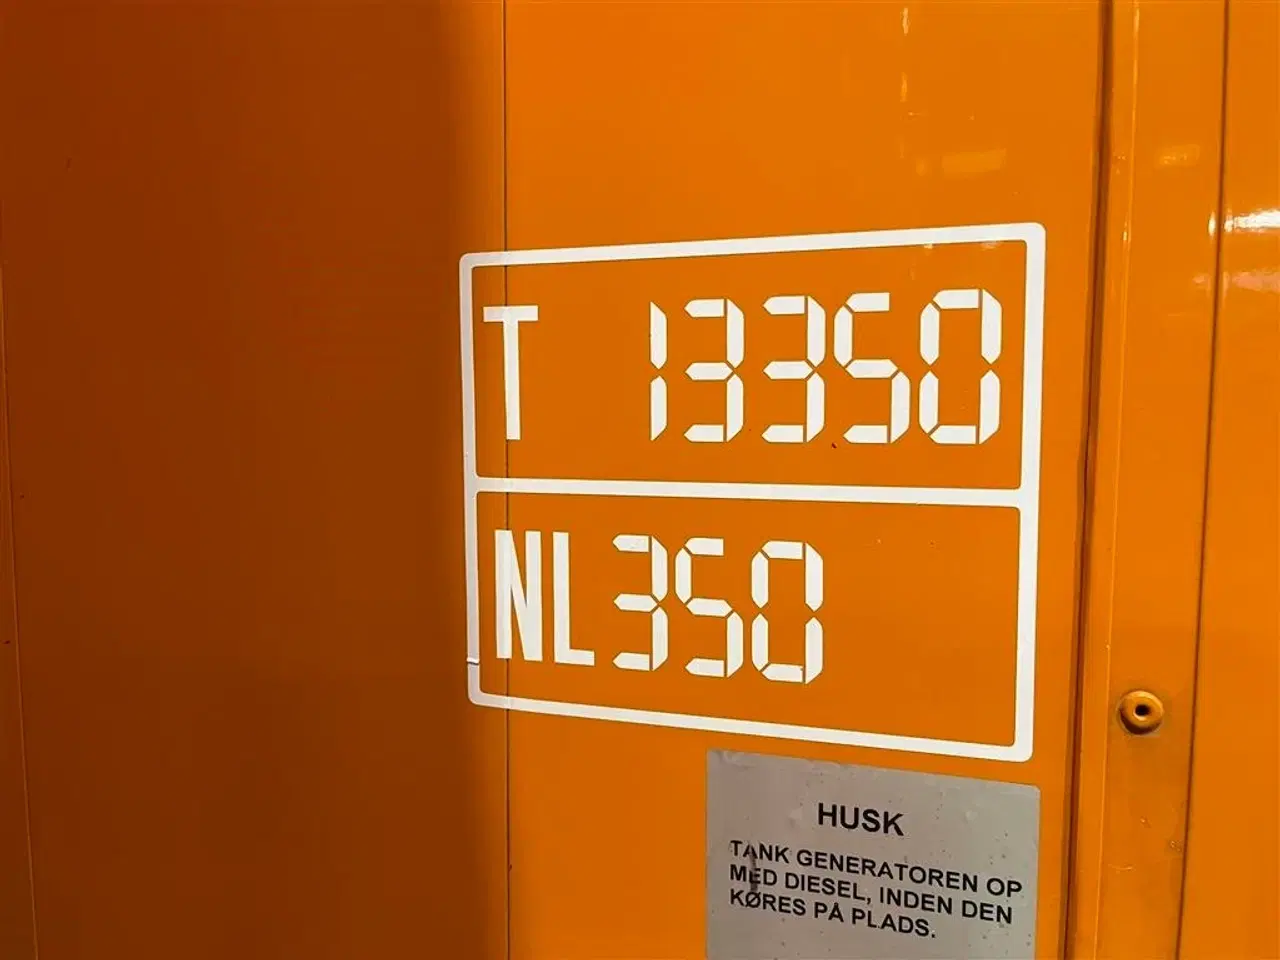 T 13350
NL350
HUSK
TANK GENERATOREN OP
MED DIESEL, INDEN DEN
KØRES PÅ PLADS.